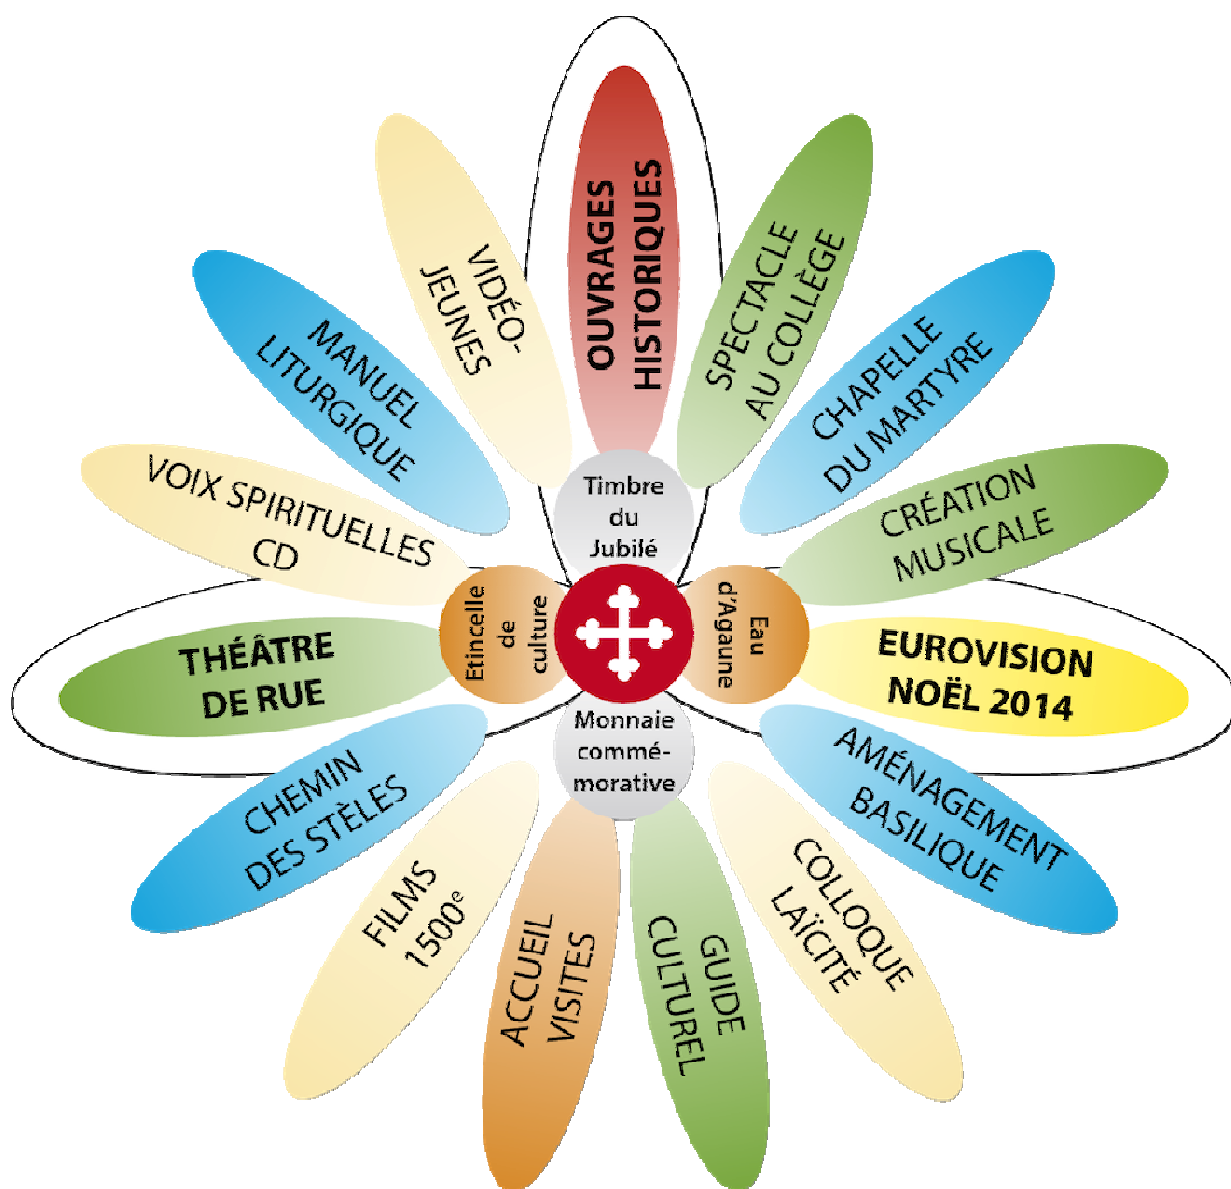 OUVRAGES
HISTORIQUES
SPECTACLE
AU COLLÈGE
CHAPELLE
DU MARTYRE
CRÉATION
MUSICALE
EUROVISION
NOËL 2014
AMÉNAGEMENT
BASILIQUE
COLLOQUE
LAÏCITÉ
GUIDE
CULTUREL
ACCUEIL
VISITES
FILMS
1500e
CHEMIN
DES STÈLES
THÉÂTRE
DE RUE
VOIX SPIRITUELLES
CD
MANUEL
LITURGIQUE
VIDÉO-
JEUNES
Timbre
du
Jubilé
Eau
d'Agaune
Monnaie
commé-
morative
Etincelle
de
culture